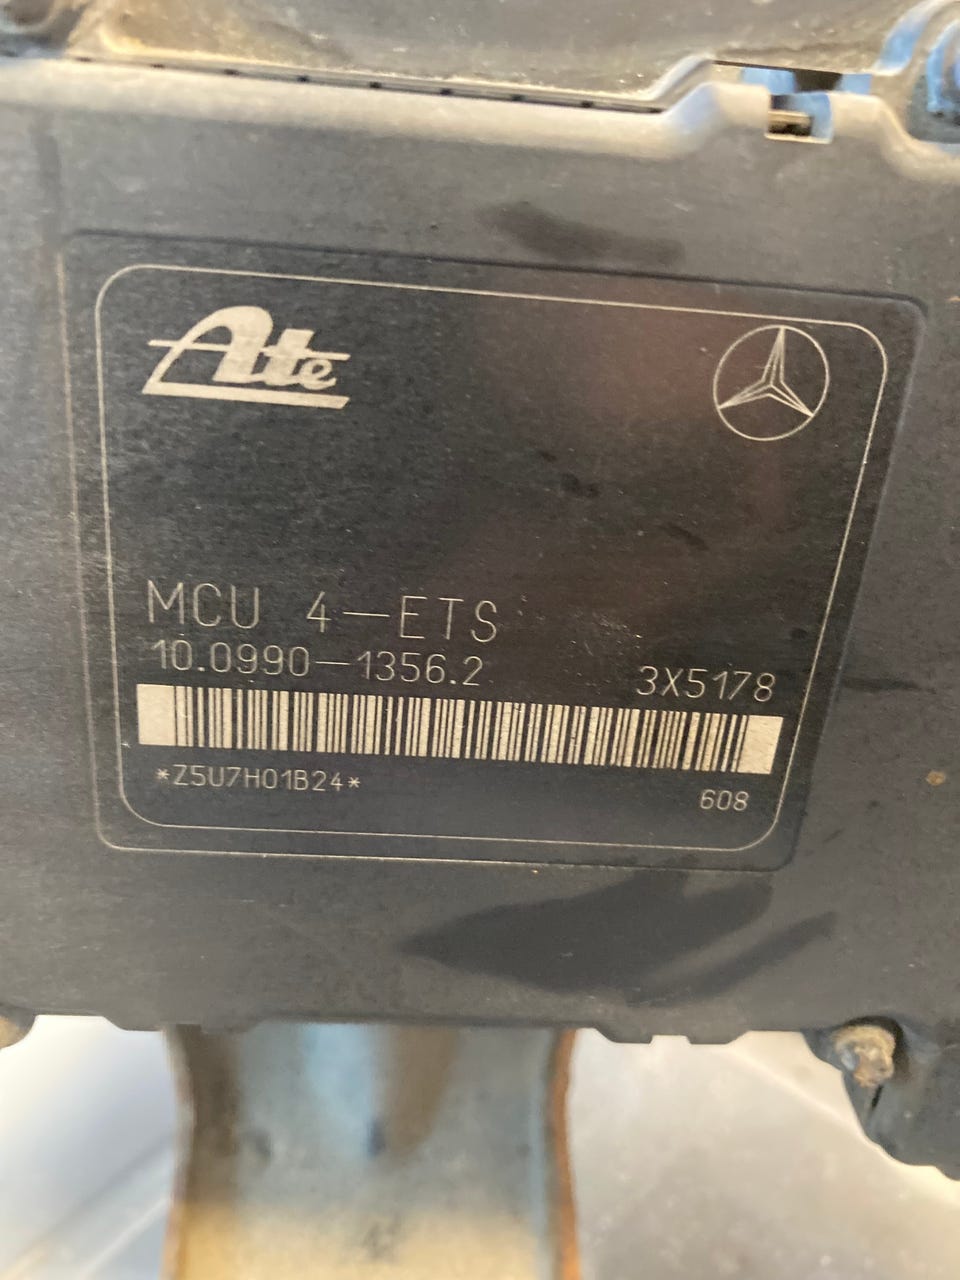 Ate
MCU 4-ETS
10.0990-1356.2 3X5178
*Z5U7H01B24*
608